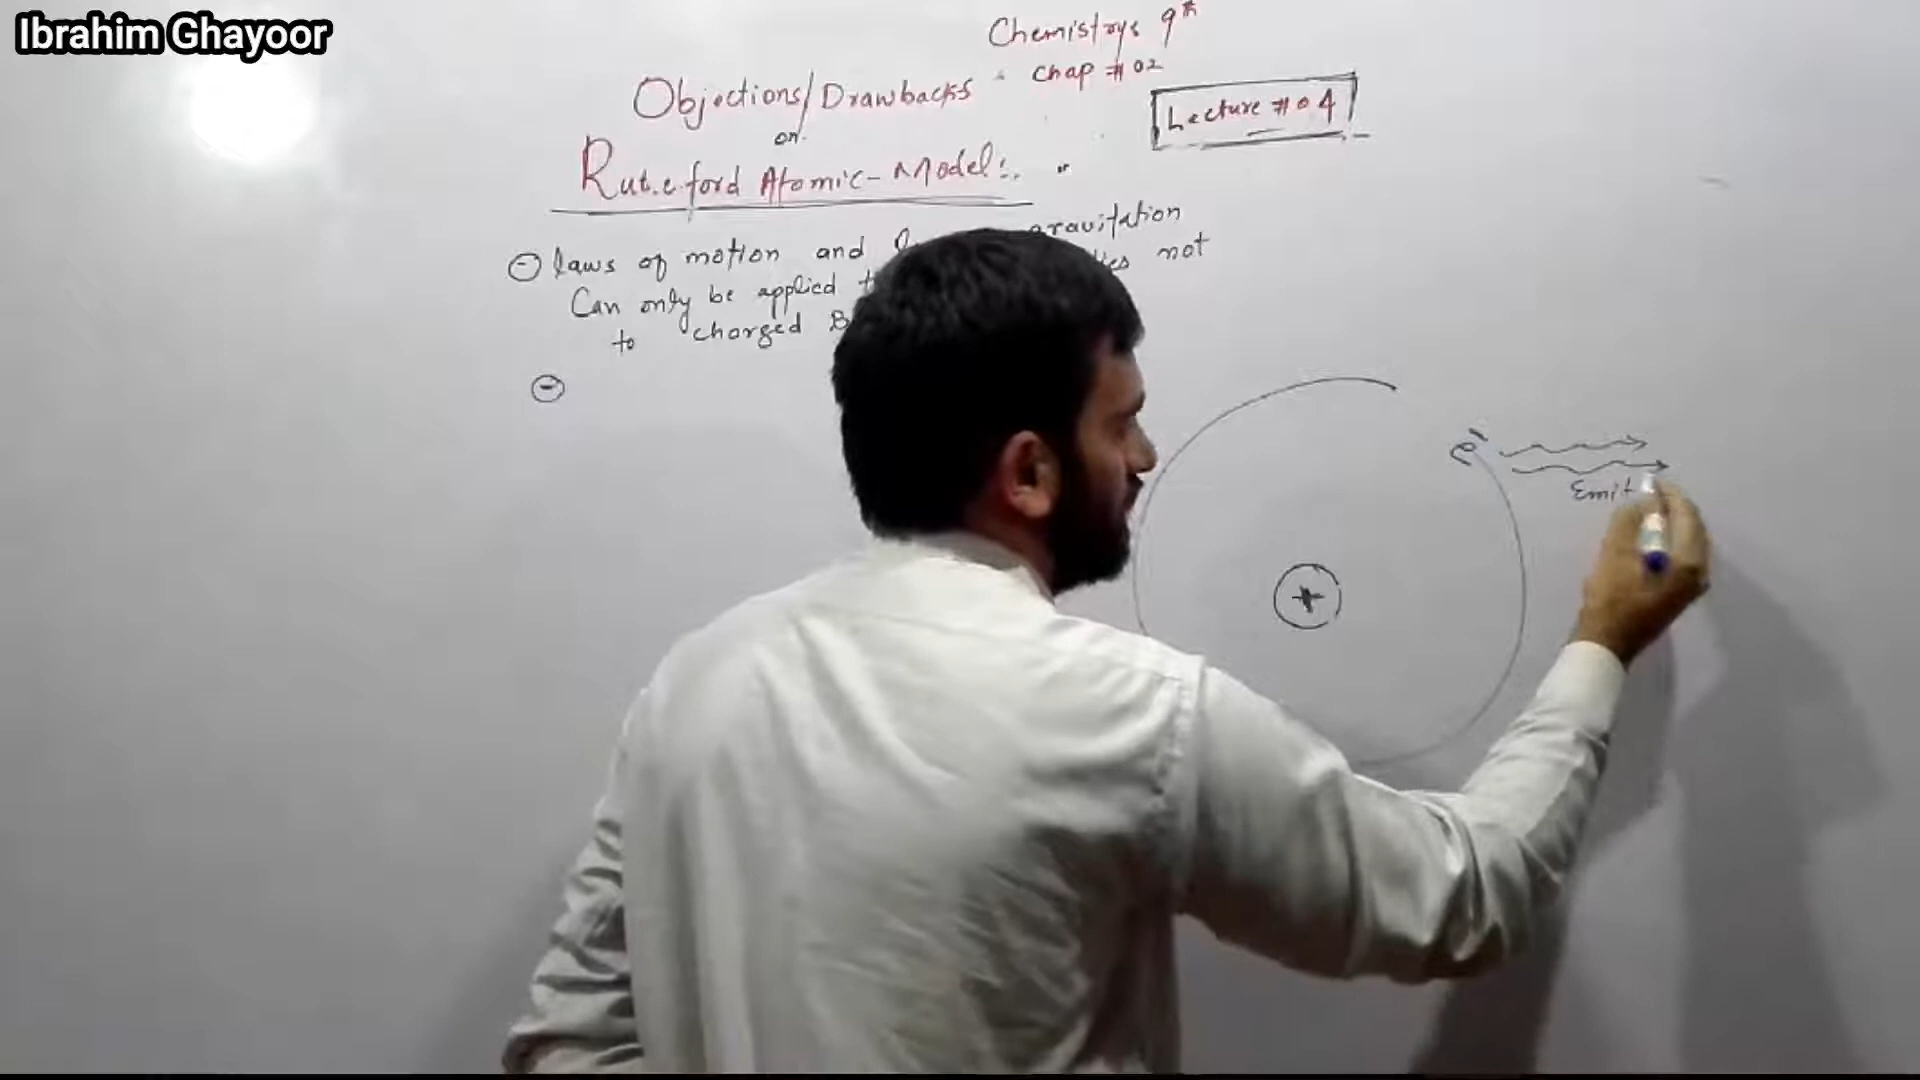 Ibrahim Ghayoor
Chemistry 9th
Chap # 02
Objections/Drawbacks
on
Lecture # 04
Ruteford Atomic-Model:.
laws of motion and gravitation
Can only be applied not
to charged
e-
Emit
+